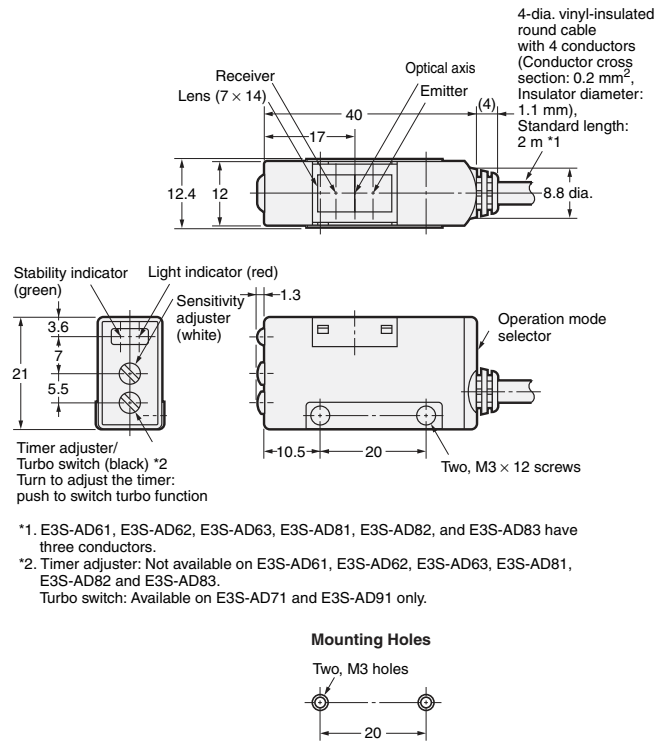 4-dia. vinyl-insulated
round cable
with 4 conductors
(Conductor cross
section: 0.2 mm2,
Insulator diameter:
1.1 mm),
Standard length:
2 m *1
Receiver
Lens (7 × 14)
Optical axis
Emitter
40
(4)
17
12.4
12
8.8 dia.
Stability indicator
(green)
Light indicator (red)
Sensitivity
adjuster
(white)
1.3
Operation mode
selector
3.6
7
21
5.5
10.5
20
Two, M3 × 12 screws
Timer adjuster/
Turbo switch (black) *2
Turn to adjust the timer:
push to switch turbo function
*1. E3S-AD61, E3S-AD62, E3S-AD63, E3S-AD81, E3S-AD82, and E3S-AD83 have
three conductors.
*2. Timer adjuster: Not available on E3S-AD61, E3S-AD62, E3S-AD63, E3S-AD81,
E3S-AD82 and E3S-AD83.
Turbo switch: Available on E3S-AD71 and E3S-AD91 only.
Mounting Holes
Two, M3 holes
20